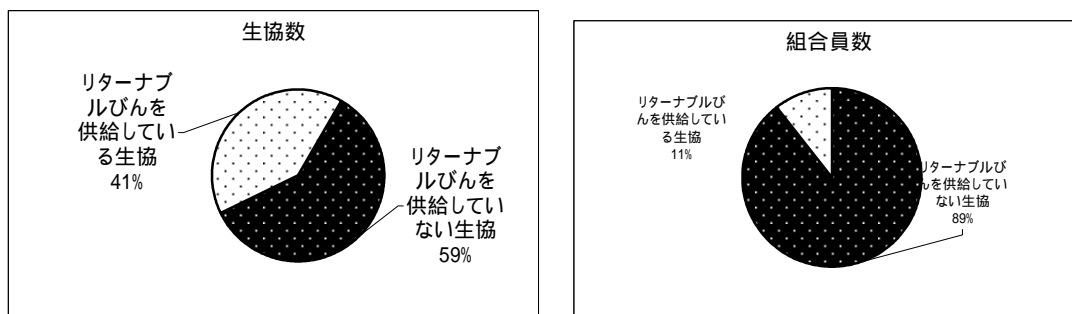 生協数
リターナブ
ルびんを
供給してい
る生協
41%
リターナブ
ルびんを
供給してい
ない生協
59%
組合員数
リターナブルび
んを供給してい
る生協
11%
リターナブルび
んを供給してい
ない生協
89%